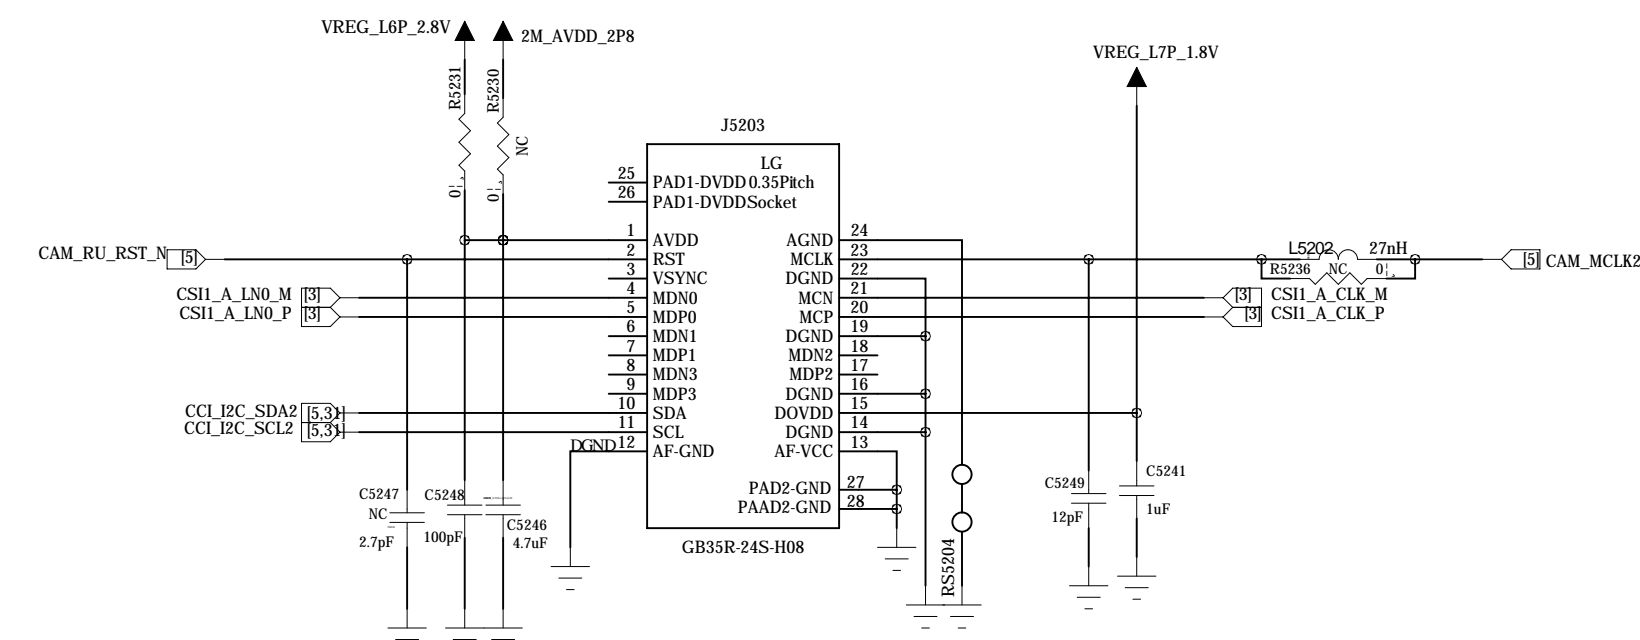 VREG_L6P_2.8V
2M_AVDD_2P8
VREG_L7P_1.8V
R5231
R5230
NC
0
0
J5203
LG
25 PAD1-DVDD 0.35Pitch
26 PAD1-DVDD Socket
1 AVDD
2 RST
3 VSYNC
4 MDN0
5 MDP0
6 MDN1
7 MDP1
8 MDN3
9 MDP3
10 SDA
11 SCL
12 AF-GND
AGND 24
MCLK 23
DGND 22
MCN 21
MCP 20
DGND 19
MDN2 18
MDP2 17
DGND 16
DOVDD 15
DGND 14
AF-VCC 13
PAD2-GND 27
PAAD2-GND 28
GB35R-24S-H08
CAM_RU_RST_N [5]
CSI1_A_LN0_M [3]
CSI1_A_LN0_P [3]
CCI_I2C_SDA2 [5,31]
CCI_I2C_SCL2 [5,31]
DGND
L5202 27nH
R5236 NC 0
[5] CAM_MCLK2
[3] CSI1_A_CLK_M
[3] CSI1_A_CLK_P
C5247
NC
2.7pF
C5248
100pF
C5246
4.7uF
RS5204
C5249
12pF
C5241
1uF